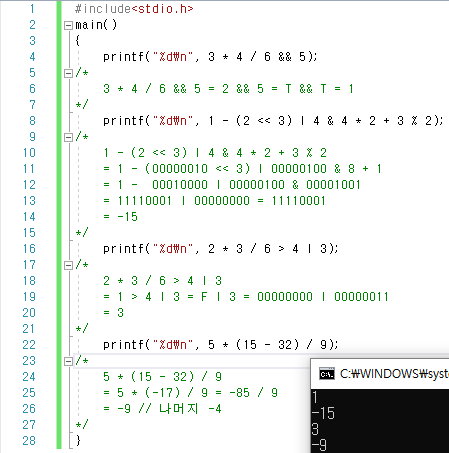 1 #include<stdio.h>
2 main()
3 {
4 printf("%d₩n", 3 * 4 / 6 && 5);
5 /*
6 3 * 4 / 6 && 5 = 2 && 5 = T && T = 1
7 */
8 printf("%d₩n", 1 - (2 << 3) | 4 & 4 * 2 + 3 % 2);
9 /*
10 1 - (2 << 3) | 4 & 4 * 2 + 3 % 2
11 = 1 - (00000010 << 3) | 00000100 & 8 + 1
12 = 1 - 00010000 | 00000100 & 00001001
13 = 11110001 | 00000000 = 11110001
14 = -15
15 */
16 printf("%d₩n", 2 * 3 / 6 > 4 | 3);
17 /*
18 2 * 3 / 6 > 4 | 3
19 = 1 > 4 | 3 = F | 3 = 00000000 | 00000011
20 = 3
21 */
22 printf("%d₩n", 5 * (15 - 32) / 9);
23 /*
24 5 * (15 - 32) / 9
25 = 5 * (-17) / 9 = -85 / 9
26 = -9 // 나머지 -4
27 */
28 }
C:₩WINDOWS₩syste
1
-15
3
-9